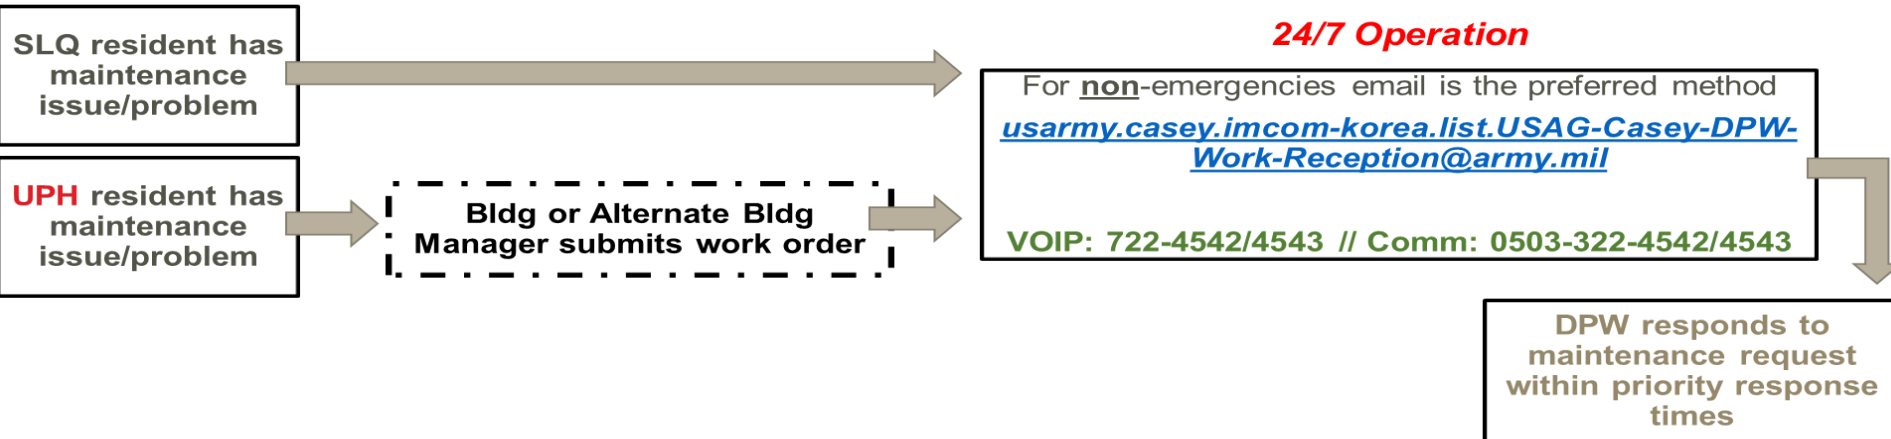 SLQ resident has
maintenance
issue/problem
UPH resident has
maintenance
issue/problem
Bldg or Alternate Bldg
Manager submits work order
24/7 Operation
For non-emergencies email is the preferred method
usarmy.casey.imcom-korea.list.USAG-Casey-DPW-
Work-Reception@army.mil
VOIP: 722-4542/4543 // Comm: 0503-322-4542/4543
DPW responds to
maintenance request
within priority response
times